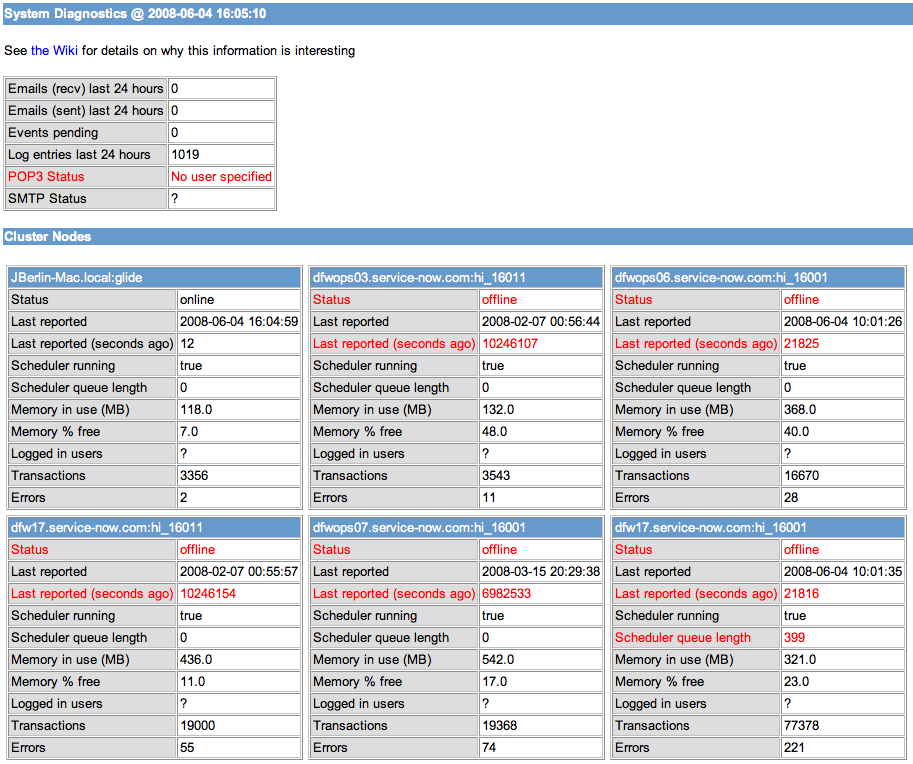 System Diagnostics @ 2008-06-04 16:05:10
See the Wiki for details on why this information is interesting
Emails (recv) last 24 hours 0
Emails (sent) last 24 hours 0
Events pending 0
Log entries last 24 hours 1019
POP3 Status No user specified
SMTP Status ?
Cluster Nodes
JBerlin-Mac.local:glide
Status online
Last reported 2008-06-04 16:04:59
Last reported (seconds ago) 12
Scheduler running true
Scheduler queue length 0
Memory in use (MB) 118.0
Memory % free 7.0
Logged in users ?
Transactions 3356
Errors 2
dfwops03.service-now.com:hi_16011
Status offline
Last reported 2008-02-07 00:56:44
Last reported (seconds ago) 10246107
Scheduler running true
Scheduler queue length 0
Memory in use (MB) 132.0
Memory % free 48.0
Logged in users ?
Transactions 3543
Errors 11
dfwops06.service-now.com:hi_16001
Status offline
Last reported 2008-06-04 10:01:26
Last reported (seconds ago) 21825
Scheduler running true
Scheduler queue length 0
Memory in use (MB) 368.0
Memory % free 40.0
Logged in users ?
Transactions 16670
Errors 28
dfw17.service-now.com:hi_16011
Status offline
Last reported 2008-02-07 00:55:57
Last reported (seconds ago) 10246154
Scheduler running true
Scheduler queue length 0
Memory in use (MB) 436.0
Memory % free 11.0
Logged in users ?
Transactions 19000
Errors 55
dfwops07.service-now.com:hi_16001
Status offline
Last reported 2008-03-15 20:29:38
Last reported (seconds ago) 6982533
Scheduler running true
Scheduler queue length 0
Memory in use (MB) 542.0
Memory % free 17.0
Logged in users ?
Transactions 19368
Errors 74
dfw17.service-now.com:hi_16001
Status offline
Last reported 2008-06-04 10:01:35
Last reported (seconds ago) 21816
Scheduler running true
Scheduler queue length 399
Memory in use (MB) 321.0
Memory % free 23.0
Logged in users ?
Transactions 77378
Errors 221